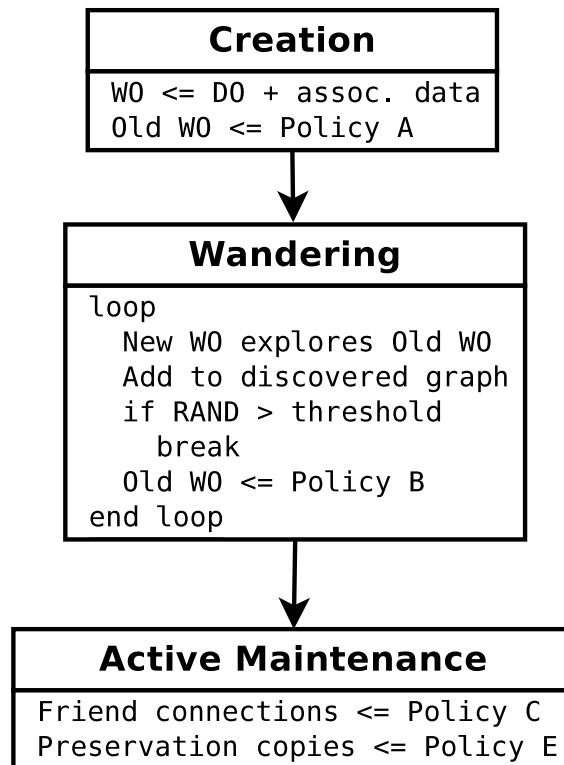 Creation
WO <= DO + assoc. data
Old WO <= Policy A
Wandering
loop
New WO explores Old WO
Add to discovered graph
if RAND > threshold
break
Old WO <= Policy B
end loop
Active Maintenance
Friend connections <= Policy C
Preservation copies <= Policy E